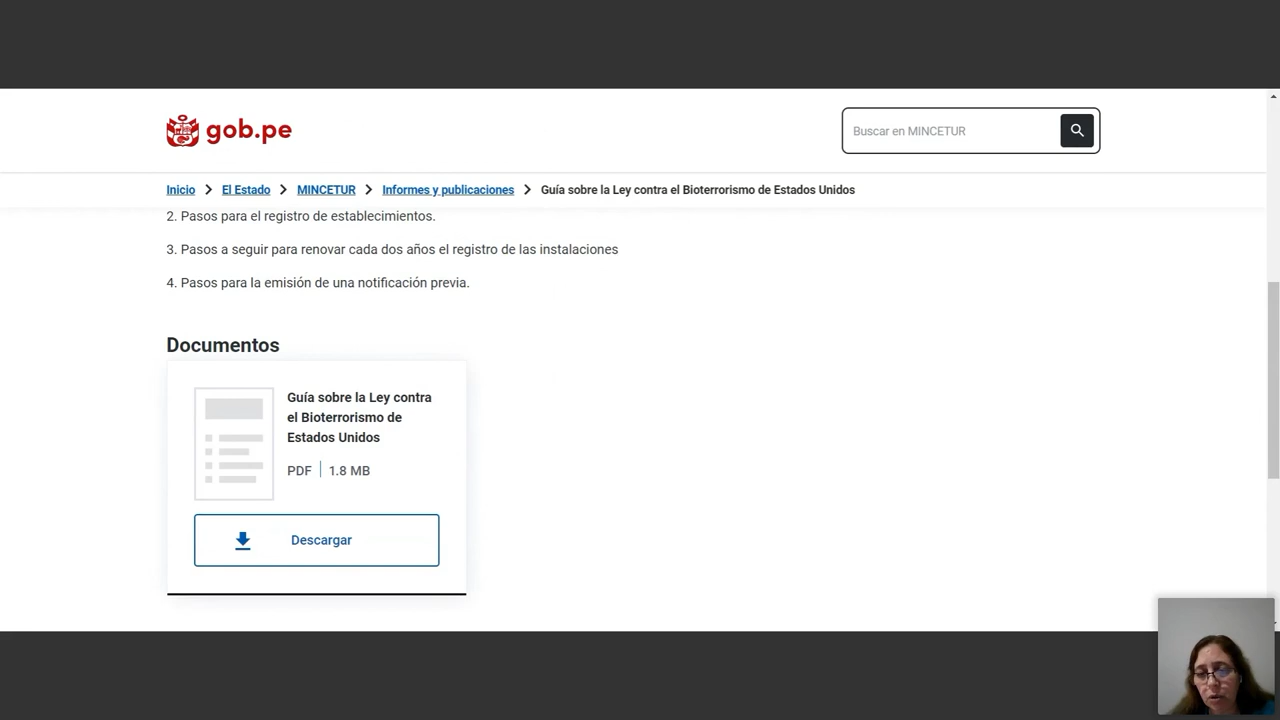 gob.pe
Buscar en MINCETUR
Inicio > El Estado > MINCETUR > Informes y publicaciones > Guía sobre la Ley contra el Bioterrorismo de Estados Unidos
2. Pasos para el registro de establecimientos.
3. Pasos a seguir para renovar cada dos años el registro de las instalaciones
4. Pasos para la emisión de una notificación previa.
Documentos
Guía sobre la Ley contra
el Bioterrorismo de
Estados Unidos
PDF | 1.8 MB
Descargar